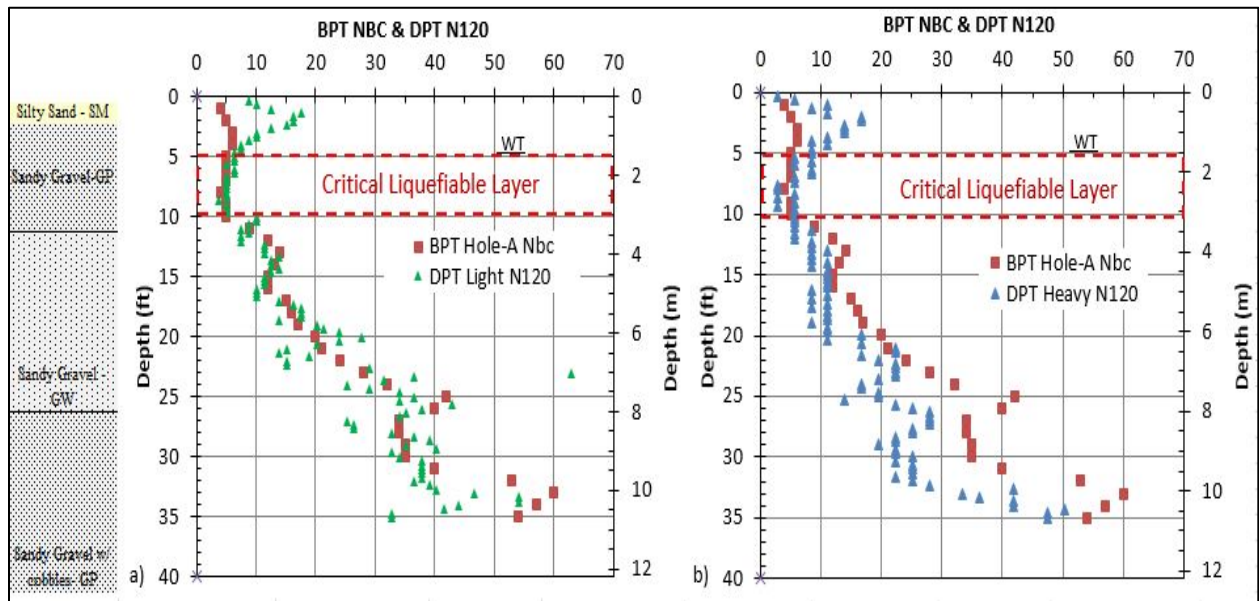 BPT NBC & DPT N120
0 10 20 30 40 50 60 70
0
5
10
15
20
25
30
35
40
Depth (ft)
0
2
4
6
8
10
12
Depth (m)
WT
Critical Liquefiable Layer
BPT Hole-A Nbc
DPT Light N120
a)
BPT NBC & DPT N120
0 10 20 30 40 50 60 70
0
5
10
15
20
25
30
35
40
Depth (ft)
0
2
4
6
8
10
12
Depth (m)
WT
Critical Liquefiable Layer
BPT Hole-A Nbc
DPT Heavy N120
b)
Silty Sand - SM
Sandy Gravel-GP
Sandy Gravel -
GW
Sandy Gravel w
cobbles- GP